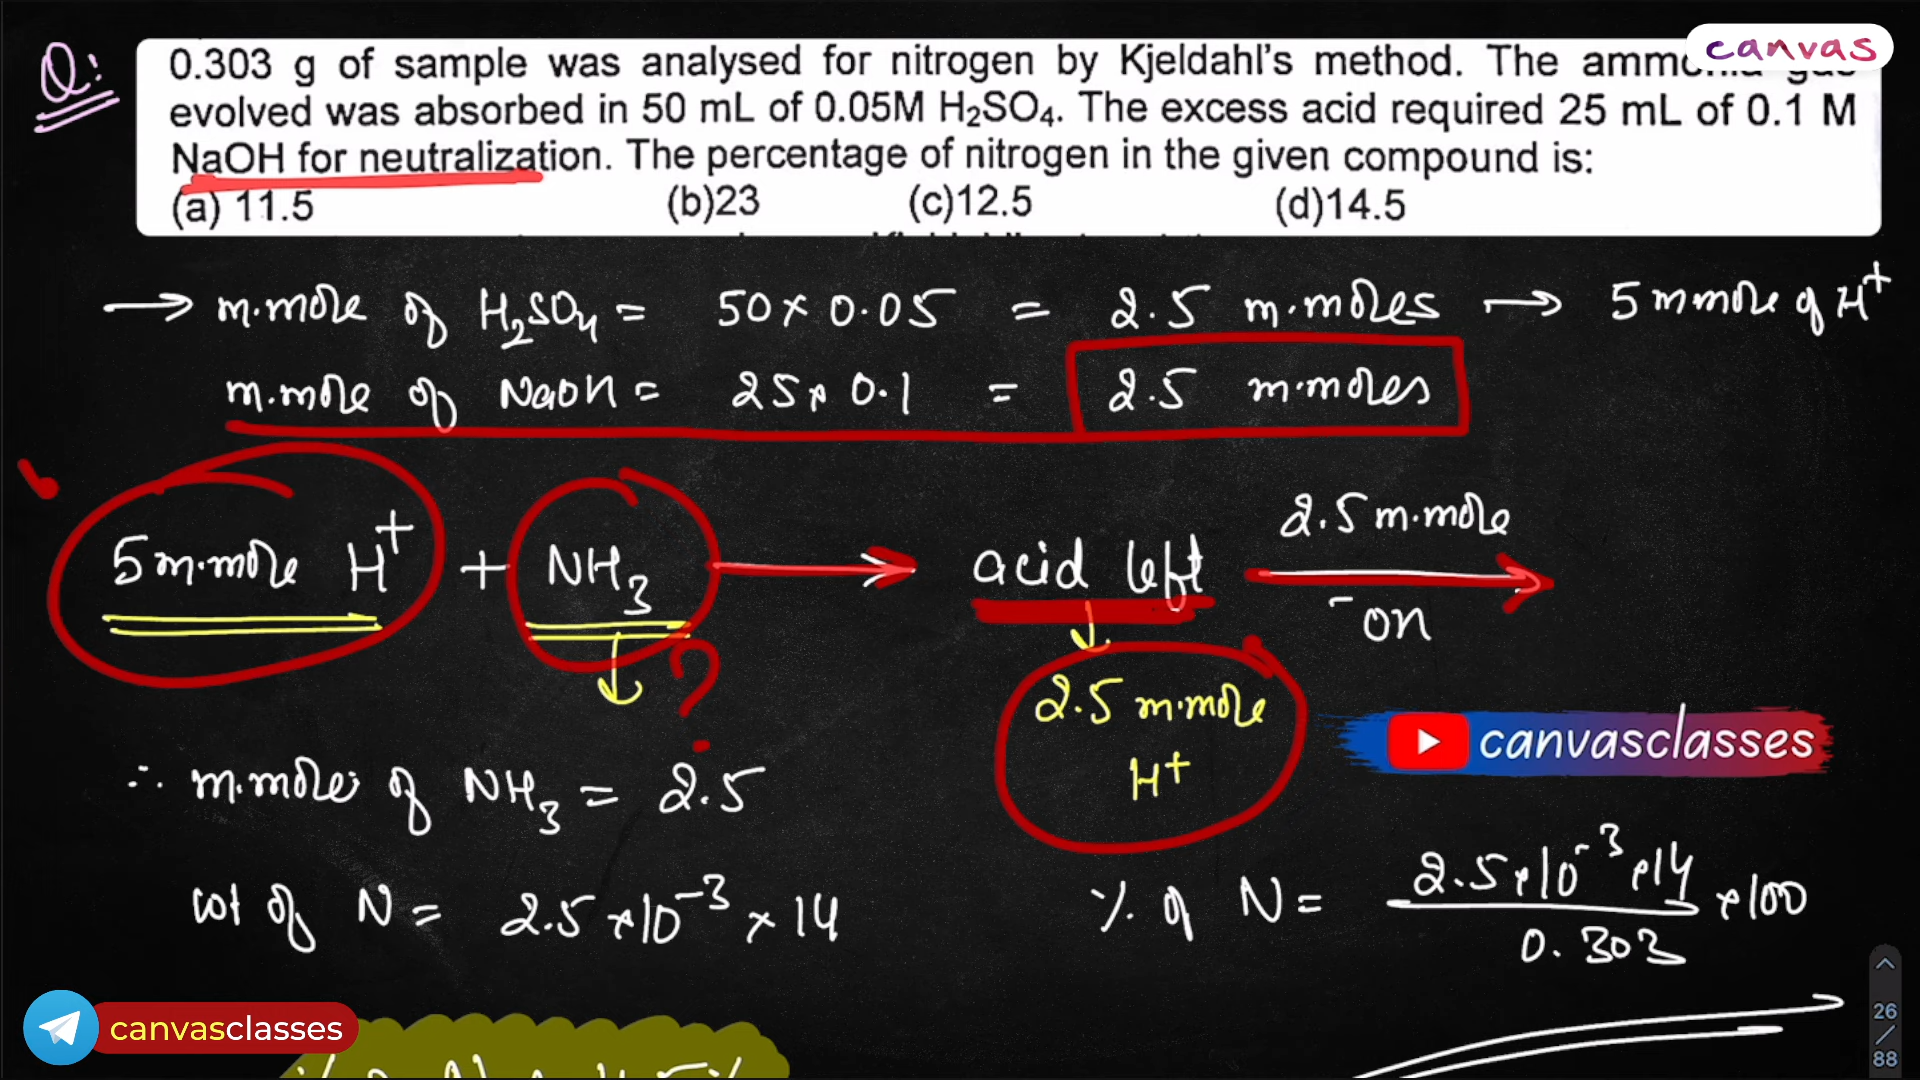 Q:
canvas
0.303 g of sample was analysed for nitrogen by Kjeldahl's method. The ammonia gas
evolved was absorbed in 50 mL of 0.05M H₂SO₄. The excess acid required 25 mL of 0.1 M
NaOH for neutralization. The percentage of nitrogen in the given compound is:
(a) 11.5 (b)23 (c)12.5 (d)14.5
→ m.mole of H₂SO₄ = 50 × 0.05 = 2.5 m.moles → 5 mmole of H⁺
m.mole of NaOH = 25 × 0.1 = 2.5 m.moles
5 m.mole H⁺ + NH₃ → acid left 2.5 m.mole → ⁻OH
?
2.5 m.mole
H⁺
canvasclasses
∴ m.moles of NH₃ = 2.5
wt of N = 2.5 × 10⁻³ × 14
% of N = 2.5 × 10⁻³ × 14 / 0.303 × 100
canvasclasses
26
/
88